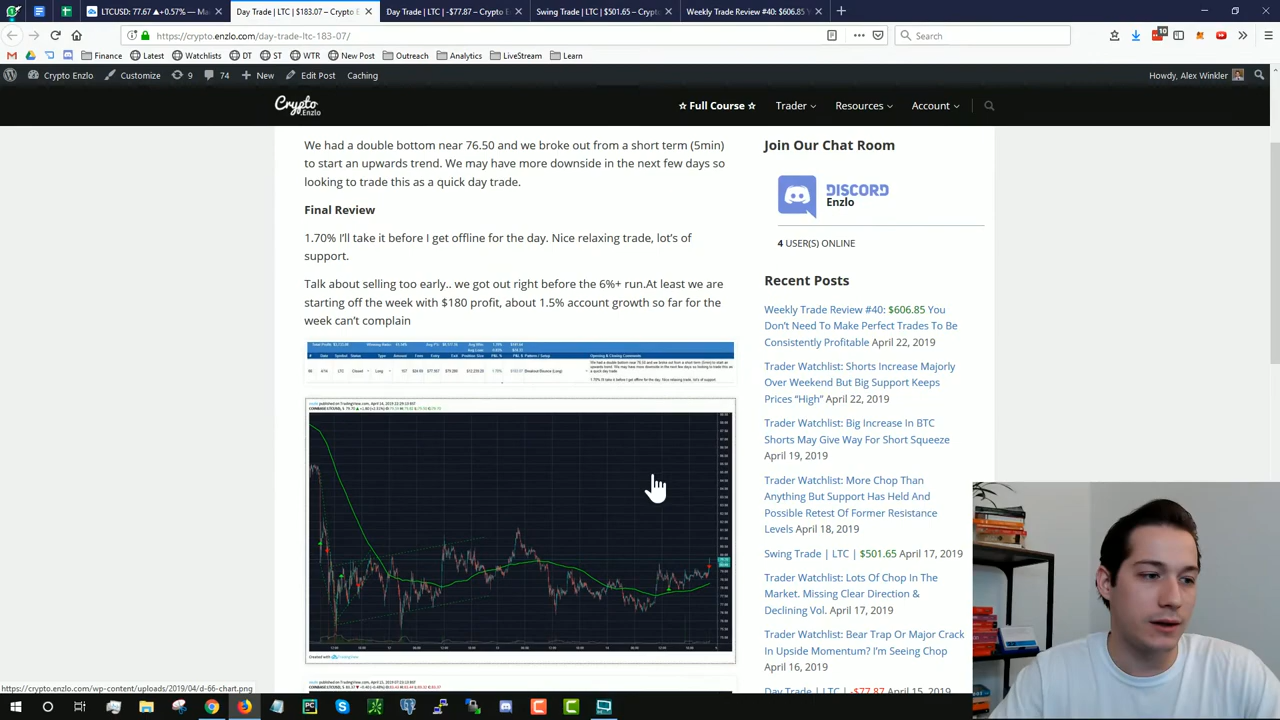 LTCUSD: 77.67 ▲+0.57% — M
Day Trade | LTC | $183.07 – Crypto E
Day Trade | LTC | -$77.87 – Crypto E
Swing Trade | LTC | $501.65 – Crypto
Weekly Trade Review #40: $606.85 Y
https://crypto.enzlo.com/day-trade-ltc-183-07/
Search
10
Finance
Latest
Watchlists
DT
ST
WTR
New Post
Outreach
Analytics
LiveStream
Learn
Crypto Enzlo
Customize
9
74
New
Edit Post
Caching
Howdy, Alex Winkler
Crypto
.Enzlo
☆ Full Course ☆
Trader
Resources
Account
We had a double bottom near 76.50 and we broke out from a short term (5min)
to start an upwards trend. We may have more downside in the next few days so
looking to trade this as a quick day trade.
Final Review
1.70% I'll take it before I get offline for the day. Nice relaxing trade, lot's of
support.
Talk about selling too early.. we got out right before the 6%+ run.At least we are
starting off the week with $180 profit, about 1.5% account growth so far for the
week can't complain
Join Our Chat Room
DISCORD
Enzlo
4 USER(S) ONLINE
Recent Posts
Weekly Trade Review #40: $606.85 You
Don't Need To Make Perfect Trades To Be
Consistently Profitable April 22, 2019
Trader Watchlist: Shorts Increase Majorly
Over Weekend But Big Support Keeps
Prices "High" April 22, 2019
Trader Watchlist: Big Increase In BTC
Shorts May Give Way For Short Squeeze
April 19, 2019
Trader Watchlist: More Chop Than
Anything But Support Has Held And
Possible Retest Of Former Resistance
Levels April 18, 2019
Swing Trade | LTC | $501.65 April 17, 2019
Trader Watchlist: Lots Of Chop In The
Market. Missing Clear Direction &
Declining Vol. April 17, 2019
Trader Watchlist: Bear Trap Or Major Crack
In Upside Momentum? I'm Seeing Chop
April 16, 2019
Day Trade | LTC | -$77.87 April 15, 2019
https://crypto.enzlo.com/wp-content/uploads/2019/04/d-66-chart.png